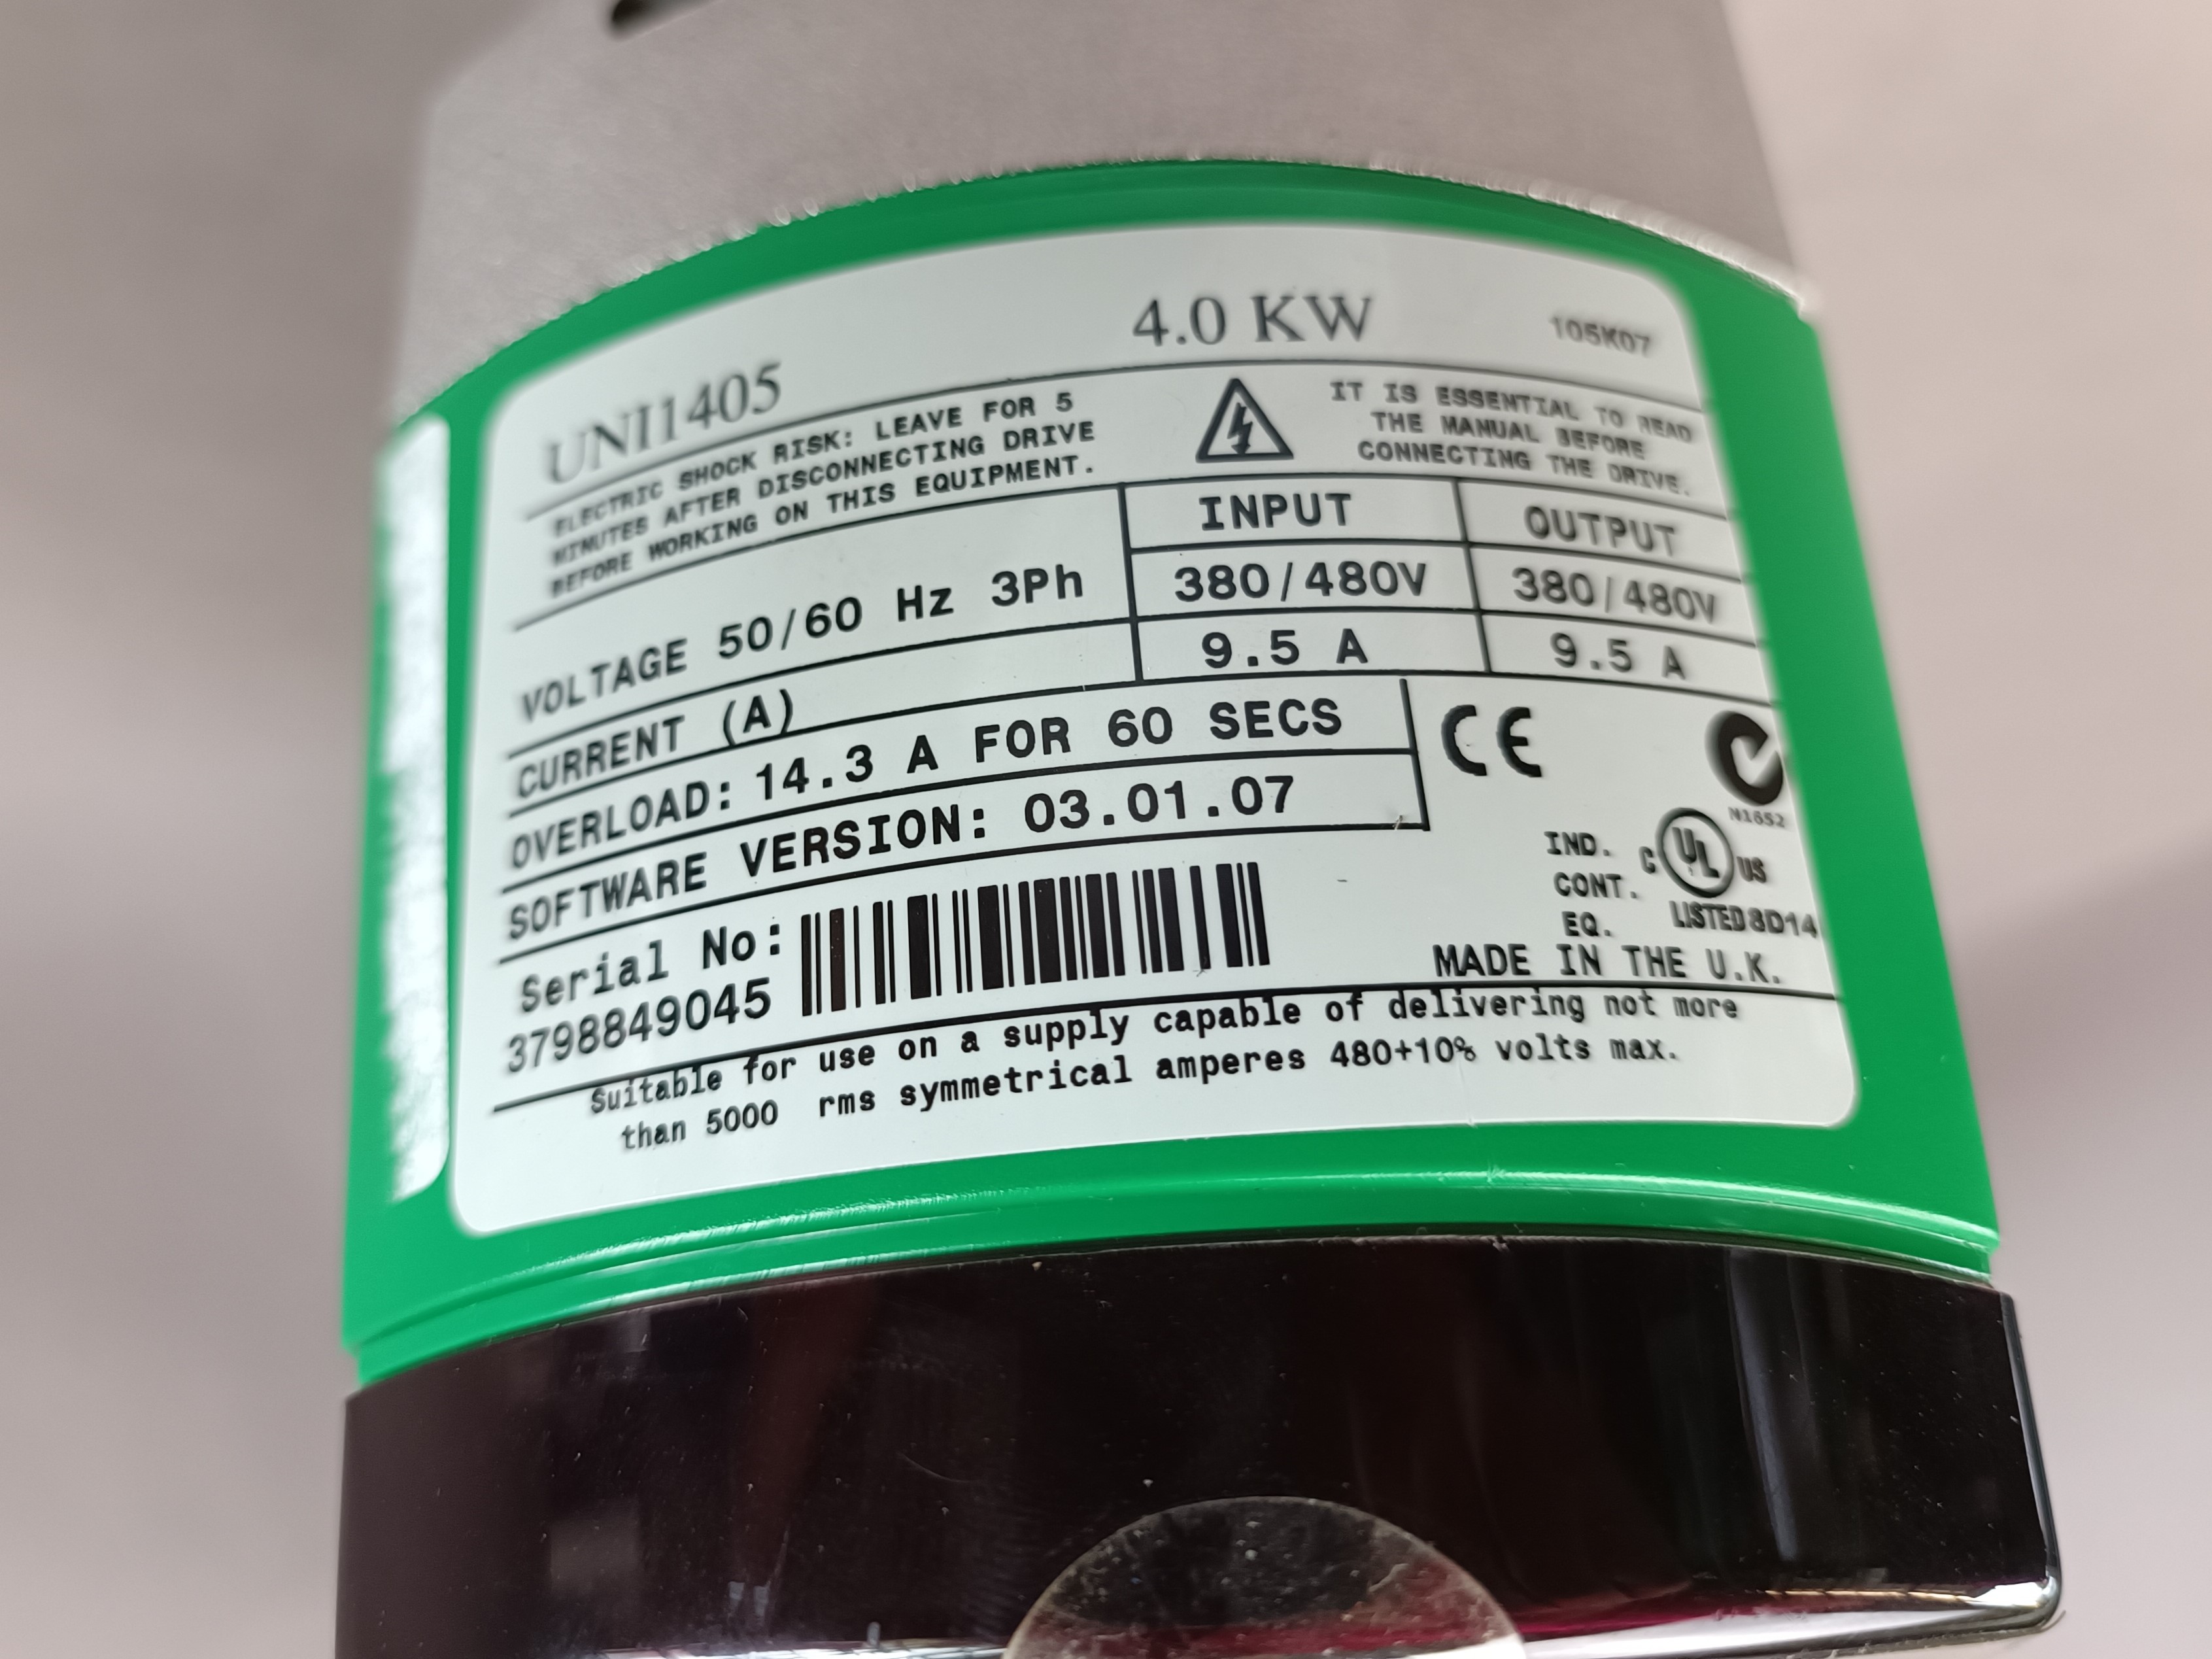 UNI1405 4.0 KW 105K07
ELECTRIC SHOCK RISK: LEAVE FOR 5
MINUTES AFTER DISCONNECTING DRIVE
BEFORE WORKING ON THIS EQUIPMENT.
IT IS ESSENTIAL TO READ
THE MANUAL BEFORE
CONNECTING THE DRIVE.
INPUT OUTPUT
VOLTAGE 50/60 Hz 3Ph 380/480V 380/480V
CURRENT (A) 9.5 A 9.5 A
OVERLOAD: 14.3 A FOR 60 SECS
SOFTWARE VERSION: 03.01.07
CE
N1652
Serial No:
3798849045
IND.
CONT.
EQ.
C UL US
LISTED 8D14
MADE IN THE U.K.
Suitable for use on a supply capable of delivering not more
than 5000 rms symmetrical amperes 480+10% volts max.